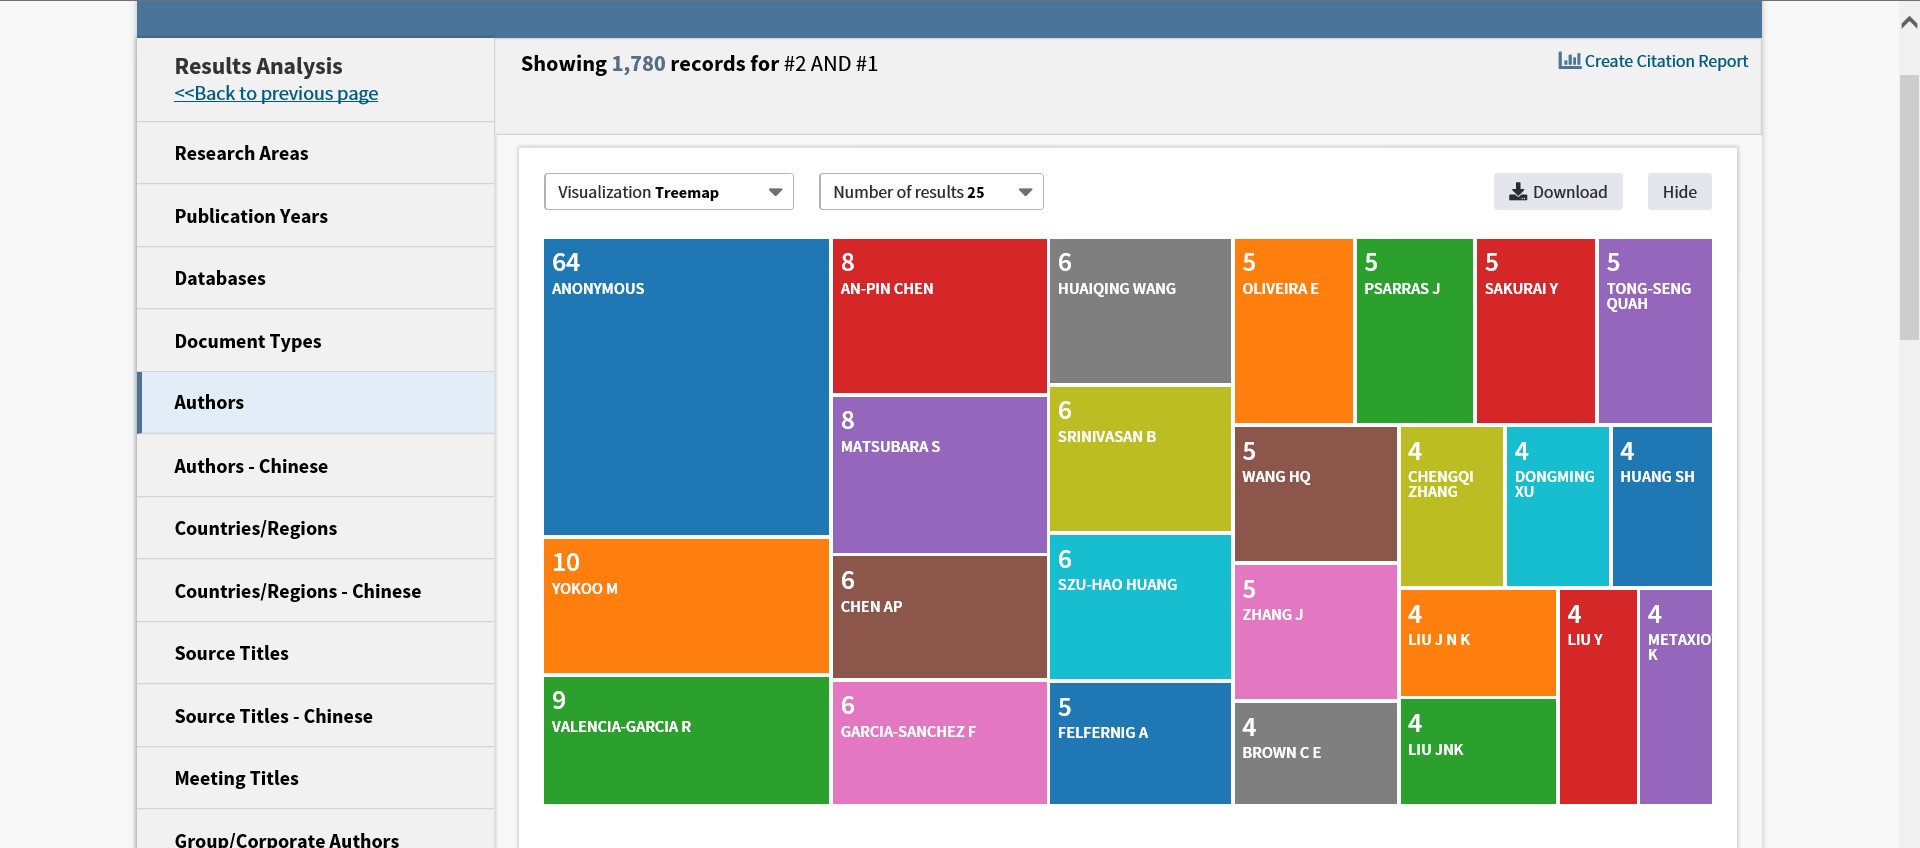 Results Analysis
<<Back to previous page
Research Areas
Publication Years
Databases
Document Types
Authors
Authors - Chinese
Countries/Regions
Countries/Regions - Chinese
Source Titles
Source Titles - Chinese
Meeting Titles
Group/Corporate Authors
Showing 1,780 records for #2 AND #1
Create Citation Report
Visualization Treemap
Number of results 25
Download
Hide
64
ANONYMOUS
10
YOKOO M
9
VALENCIA-GARCIA R
8
AN-PIN CHEN
8
MATSUBARA S
6
CHEN AP
6
GARCIA-SANCHEZ F
6
HUAIQING WANG
6
SRINIVASAN B
6
SZU-HAO HUANG
5
FELFERNIG A
5
OLIVEIRA E
5
PSARRAS J
5
SAKURAI Y
5
TONG-SENG
QUAH
5
WANG HQ
5
ZHANG J
4
BROWN C E
4
CHENGQI
ZHANG
4
DONGMING
XU
4
HUANG SH
4
LIU J N K
4
LIU JNK
4
LIU Y
4
METAXIO
K